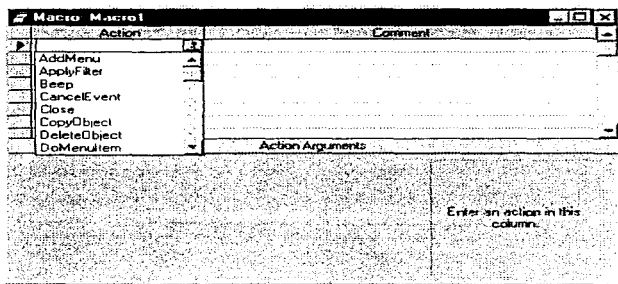 Macro: Macro1
Action
Comment
AddMenu
ApplyFilter
Beep
CancelEvent
Close
CopyObject
DeleteObject
DoMenuItem
Action Arguments
Enter an action in this
column.